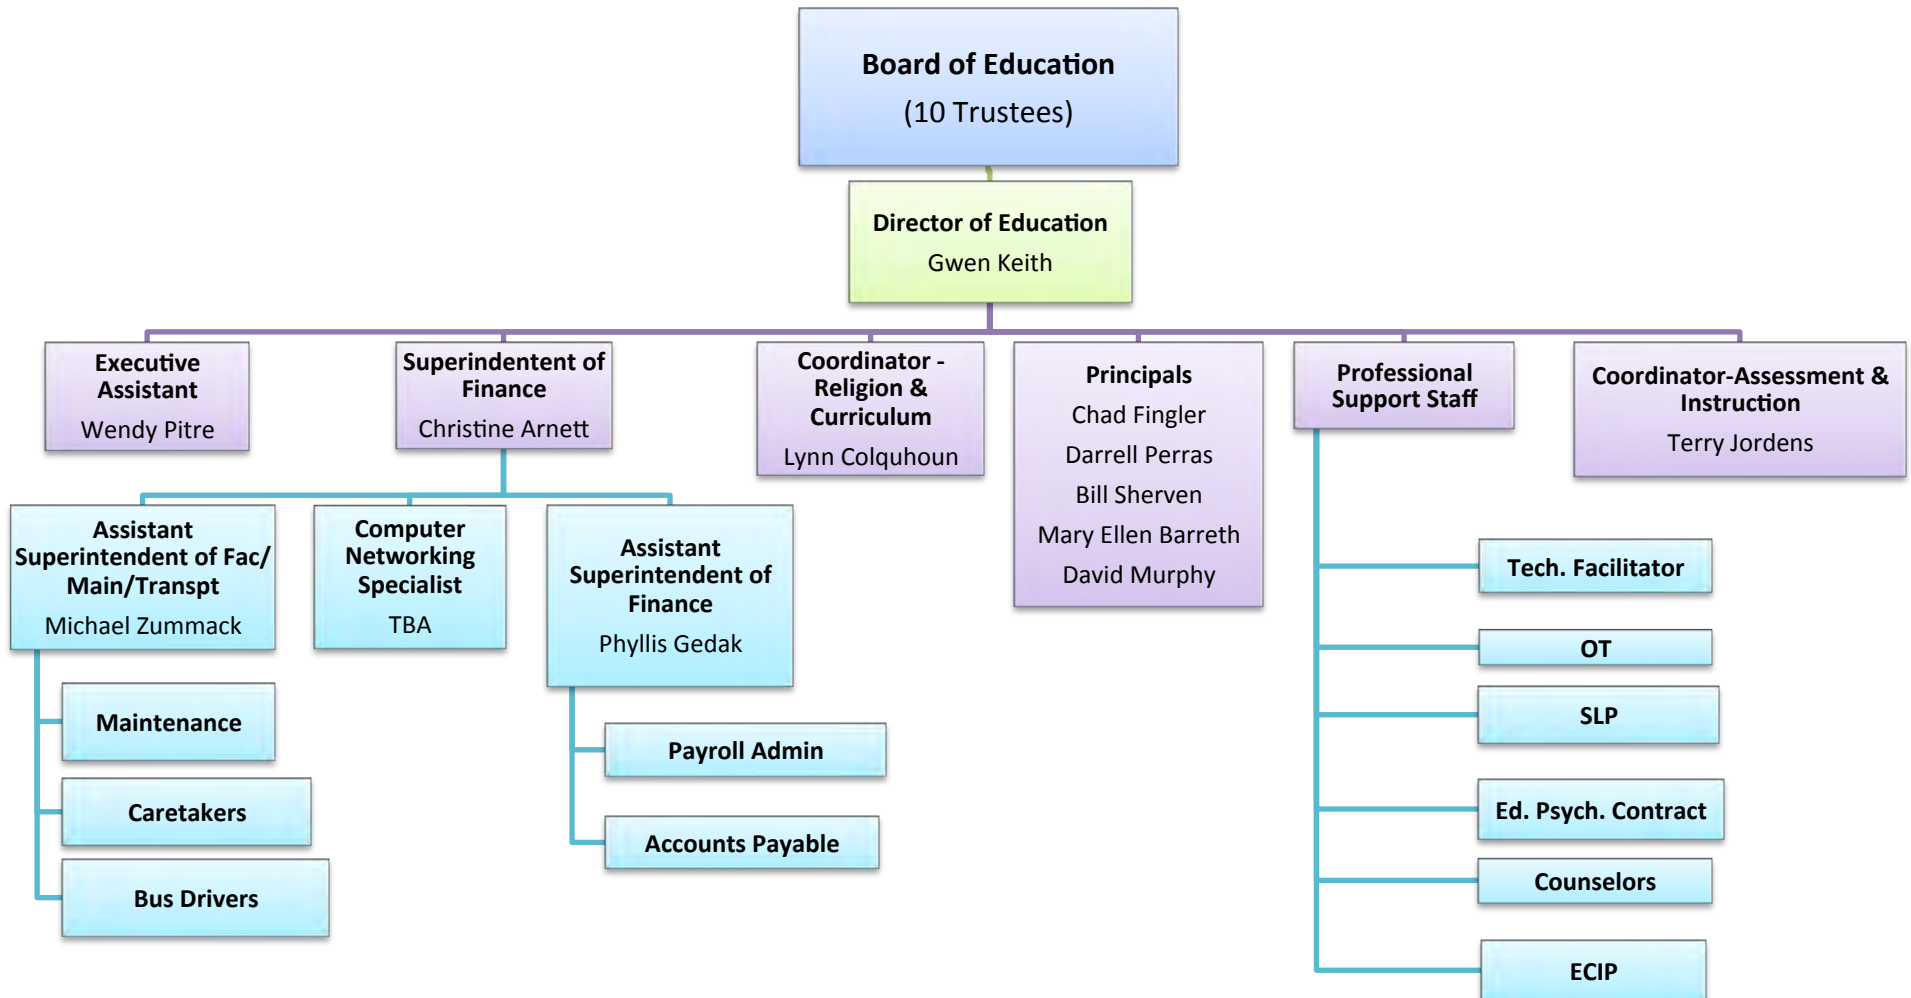 Board of Education
(10 Trustees)
Director of Education
Gwen Keith
Executive
Assistant
Wendy Pitre
Superindentent of
Finance
Christine Arnett
Coordinator -
Religion &
Curriculum
Lynn Colquhoun
Principals
Chad Fingler
Darrell Perras
Bill Sherven
Mary Ellen Barreth
David Murphy
Professional
Support Staff
Coordinator-Assessment &
Instruction
Terry Jordens
Assistant
Superintendent of Fac/
Main/Transpt
Michael Zummack
Computer
Networking
Specialist
TBA
Assistant
Superintendent of
Finance
Phyllis Gedak
Maintenance
Caretakers
Bus Drivers
Payroll Admin
Accounts Payable
Tech. Facilitator
OT
SLP
Ed. Psych. Contract
Counselors
ECIP